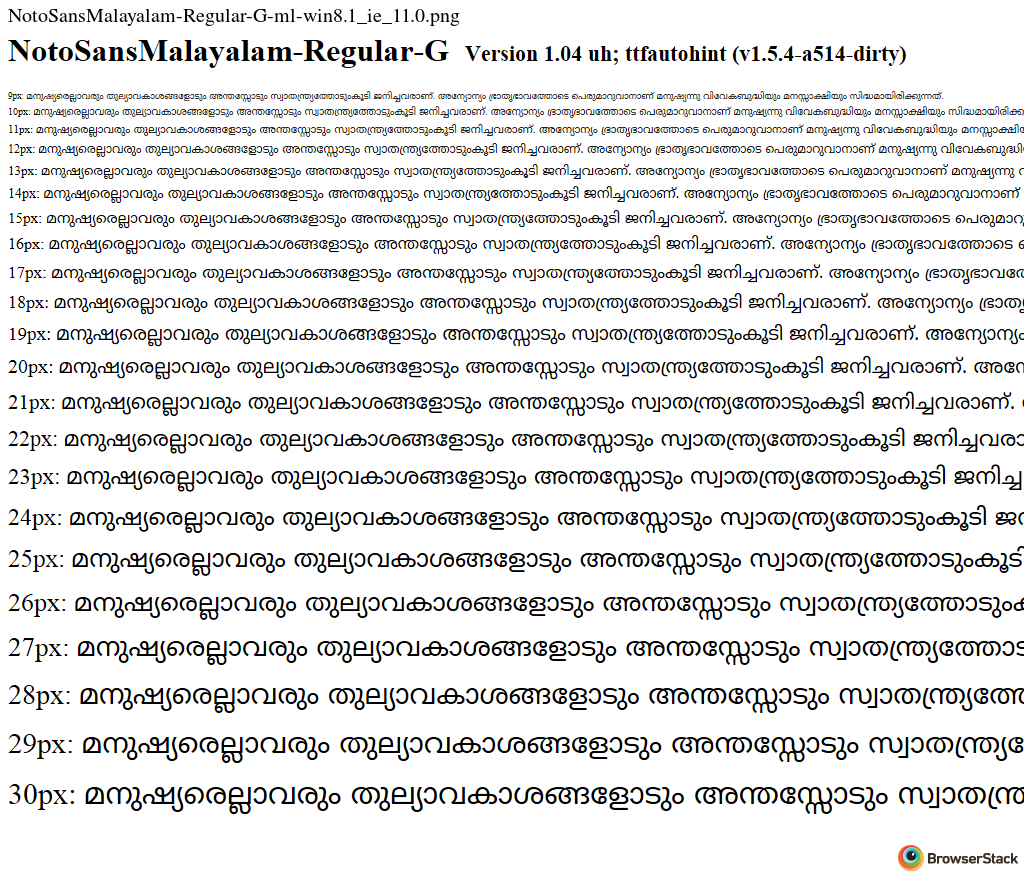 NotoSansMalayalam-Regular-G-ml-win8.1_ie_11.0.png
NotoSansMalayalam-Regular-G Version 1.04 uh; ttfautohint (v1.5.4-a514-dirty)
9px: മനുഷ്യരെല്ലാവരും തുല്യാവകാശങ്ങളോടും അന്തസ്സോടും സ്വാതന്ത്ര്യത്തോടുംകൂടി ജനിച്ചവരാണ്. അന്യോന്യം ഭ്രാതൃഭാവത്തോടെ പെരുമാറുവാനാണ് മനുഷ്യന്നു വിവേകബുദ്ധിയും മനസ്സാക്ഷിയും സിദ്ധമായിരിക്കുന്നത്.
10px: മനുഷ്യരെല്ലാവരും തുല്യാവകാശങ്ങളോടും അന്തസ്സോടും സ്വാതന്ത്ര്യത്തോടുംകൂടി ജനിച്ചവരാണ്. അന്യോന്യം ഭ്രാതൃഭാവത്തോടെ പെരുമാറുവാനാണ് മനുഷ്യന്നു വിവേകബുദ്ധിയും മനസ്സാക്ഷിയും സിദ്ധമായിരിക്ക
11px: മനുഷ്യരെല്ലാവരും തുല്യാവകാശങ്ങളോടും അന്തസ്സോടും സ്വാതന്ത്ര്യത്തോടുംകൂടി ജനിച്ചവരാണ്. അന്യോന്യം ഭ്രാതൃഭാവത്തോടെ പെരുമാറുവാനാണ് മനുഷ്യന്നു വിവേകബുദ്ധിയും മനസ്സാക്ഷിയ
12px: മനുഷ്യരെല്ലാവരും തുല്യാവകാശങ്ങളോടും അന്തസ്സോടും സ്വാതന്ത്ര്യത്തോടുംകൂടി ജനിച്ചവരാണ്. അന്യോന്യം ഭ്രാതൃഭാവത്തോടെ പെരുമാറുവാനാണ് മനുഷ്യന്നു വിവേകബുദ്ധിയ
13px: മനുഷ്യരെല്ലാവരും തുല്യാവകാശങ്ങളോടും അന്തസ്സോടും സ്വാതന്ത്ര്യത്തോടുംകൂടി ജനിച്ചവരാണ്. അന്യോന്യം ഭ്രാതൃഭാവത്തോടെ പെരുമാറുവാനാണ് മനുഷ്യന്നു
14px: മനുഷ്യരെല്ലാവരും തുല്യാവകാശങ്ങളോടും അന്തസ്സോടും സ്വാതന്ത്ര്യത്തോടുംകൂടി ജനിച്ചവരാണ്. അന്യോന്യം ഭ്രാതൃഭാവത്തോടെ പെരുമാറുവാനാണ്
15px: മനുഷ്യരെല്ലാവരും തുല്യാവകാശങ്ങളോടും അന്തസ്സോടും സ്വാതന്ത്ര്യത്തോടുംകൂടി ജനിച്ചവരാണ്. അന്യോന്യം ഭ്രാതൃഭാവത്തോടെ പെരുമാറ
16px: മനുഷ്യരെല്ലാവരും തുല്യാവകാശങ്ങളോടും അന്തസ്സോടും സ്വാതന്ത്ര്യത്തോടുംകൂടി ജനിച്ചവരാണ്. അന്യോന്യം ഭ്രാതൃഭാവത്തോടെ
17px: മനുഷ്യരെല്ലാവരും തുല്യാവകാശങ്ങളോടും അന്തസ്സോടും സ്വാതന്ത്ര്യത്തോടുംകൂടി ജനിച്ചവരാണ്. അന്യോന്യം ഭ്രാതൃഭാവത്തോ
18px: മനുഷ്യരെല്ലാവരും തുല്യാവകാശങ്ങളോടും അന്തസ്സോടും സ്വാതന്ത്ര്യത്തോടുംകൂടി ജനിച്ചവരാണ്. അന്യോന്യം ഭ്രാതൃ
19px: മനുഷ്യരെല്ലാവരും തുല്യാവകാശങ്ങളോടും അന്തസ്സോടും സ്വാതന്ത്ര്യത്തോടുംകൂടി ജനിച്ചവരാണ്. അന്യോന്യം
20px: മനുഷ്യരെല്ലാവരും തുല്യാവകാശങ്ങളോടും അന്തസ്സോടും സ്വാതന്ത്ര്യത്തോടുംകൂടി ജനിച്ചവരാണ്. അന്യോ
21px: മനുഷ്യരെല്ലാവരും തുല്യാവകാശങ്ങളോടും അന്തസ്സോടും സ്വാതന്ത്ര്യത്തോടുംകൂടി ജനിച്ചവരാണ്.
22px: മനുഷ്യരെല്ലാവരും തുല്യാവകാശങ്ങളോടും അന്തസ്സോടും സ്വാതന്ത്ര്യത്തോടുംകൂടി ജനിച്ചവരാ
23px: മനുഷ്യരെല്ലാവരും തുല്യാവകാശങ്ങളോടും അന്തസ്സോടും സ്വാതന്ത്ര്യത്തോടുംകൂടി ജനിച്ച
24px: മനുഷ്യരെല്ലാവരും തുല്യാവകാശങ്ങളോടും അന്തസ്സോടും സ്വാതന്ത്ര്യത്തോടുംകൂടി ജന
25px: മനുഷ്യരെല്ലാവരും തുല്യാവകാശങ്ങളോടും അന്തസ്സോടും സ്വാതന്ത്ര്യത്തോടുംകൂടി
26px: മനുഷ്യരെല്ലാവരും തുല്യാവകാശങ്ങളോടും അന്തസ്സോടും സ്വാതന്ത്ര്യത്തോടുംക
27px: മനുഷ്യരെല്ലാവരും തുല്യാവകാശങ്ങളോടും അന്തസ്സോടും സ്വാതന്ത്ര്യത്തോട
28px: മനുഷ്യരെല്ലാവരും തുല്യാവകാശങ്ങളോടും അന്തസ്സോടും സ്വാതന്ത്ര്യത്തോ
29px: മനുഷ്യരെല്ലാവരും തുല്യാവകാശങ്ങളോടും അന്തസ്സോടും സ്വാതന്ത്ര്യ
30px: മനുഷ്യരെല്ലാവരും തുല്യാവകാശങ്ങളോടും അന്തസ്സോടും സ്വാതന്ത്ര
BrowserStack